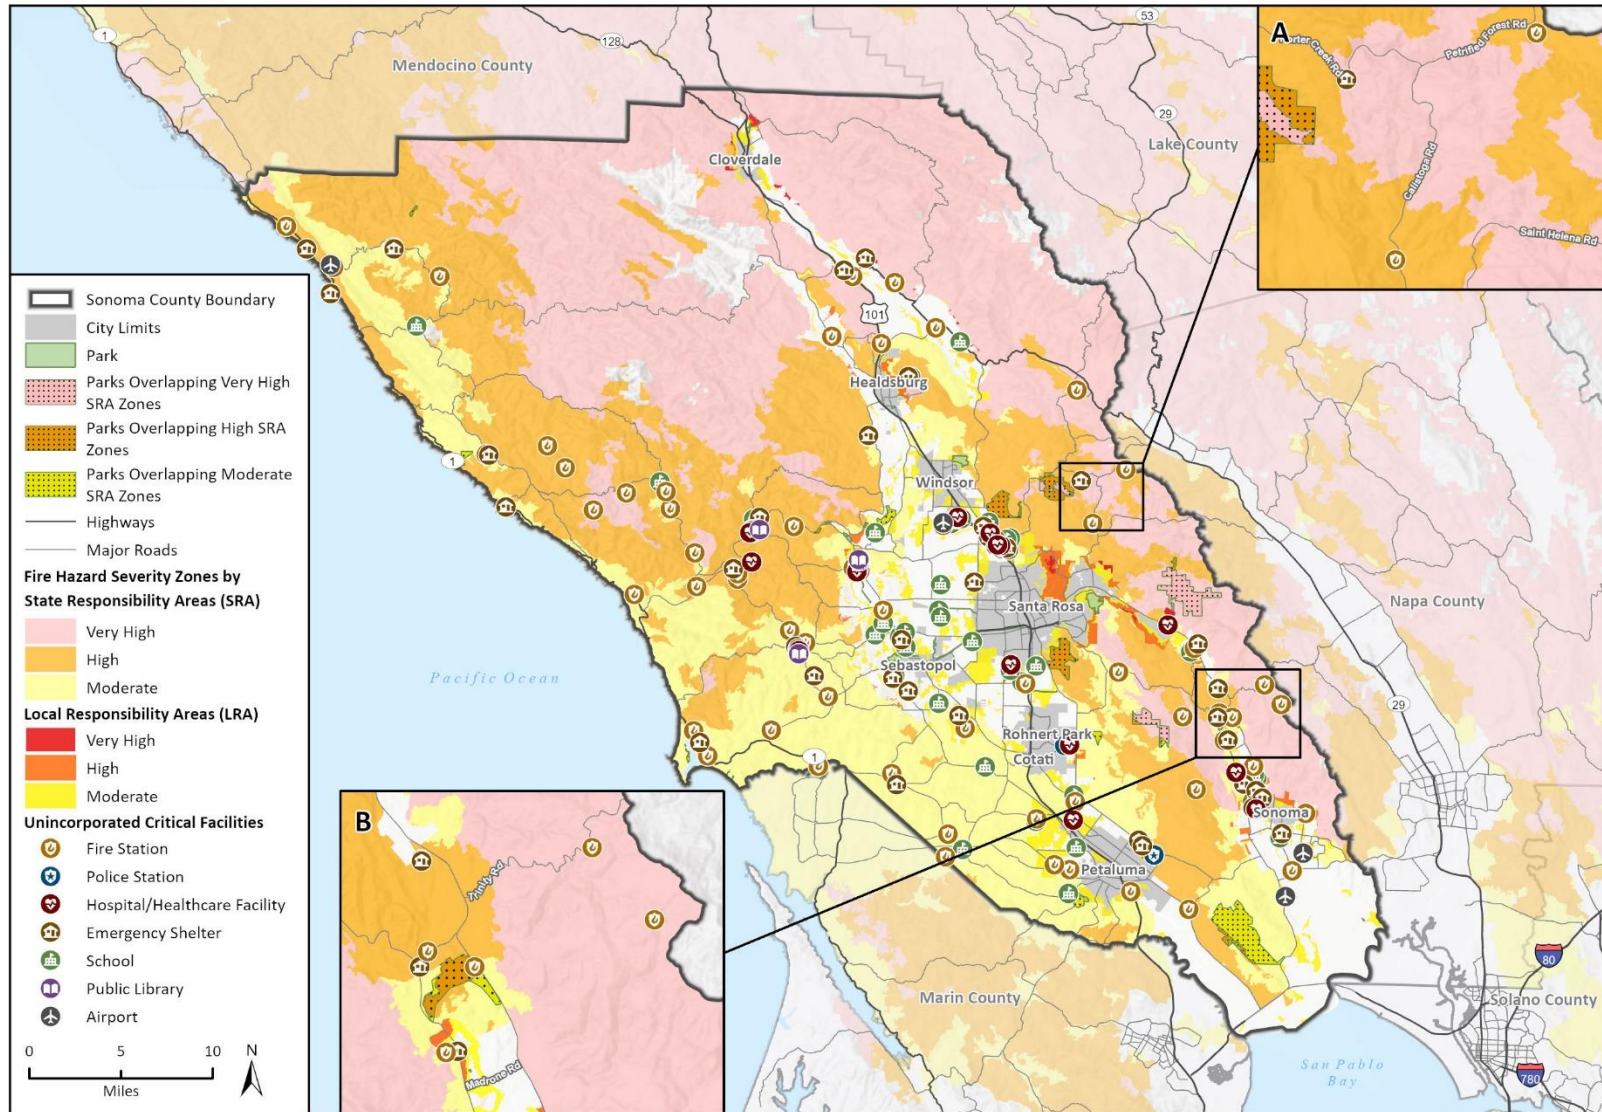 1
128
53
Mendocino County
29
Lake County
Cloverdale
101
Healdsburg
1
Windsor
Santa Rosa
Napa County
Sebastopol
29
Pacific Ocean
Rohnert Park
Cotati
1
Sonoma
Petaluma
Marin County
80
Solano County
San Pablo
Bay
780
A
Porter Creek Rd
Petrified Forest Rd
Calistoga Rd
Saint Helena Rd
B
Trinity Rd
Madrone Rd
Sonoma County Boundary
City Limits
Park
Parks Overlapping Very High
SRA Zones
Parks Overlapping High SRA
Zones
Parks Overlapping Moderate
SRA Zones
Highways
Major Roads
Fire Hazard Severity Zones by
State Responsibility Areas (SRA)
Very High
High
Moderate
Local Responsibility Areas (LRA)
Very High
High
Moderate
Unincorporated Critical Facilities
Fire Station
Police Station
Hospital/Healthcare Facility
Emergency Shelter
School
Public Library
Airport
0 5 10
Miles
N